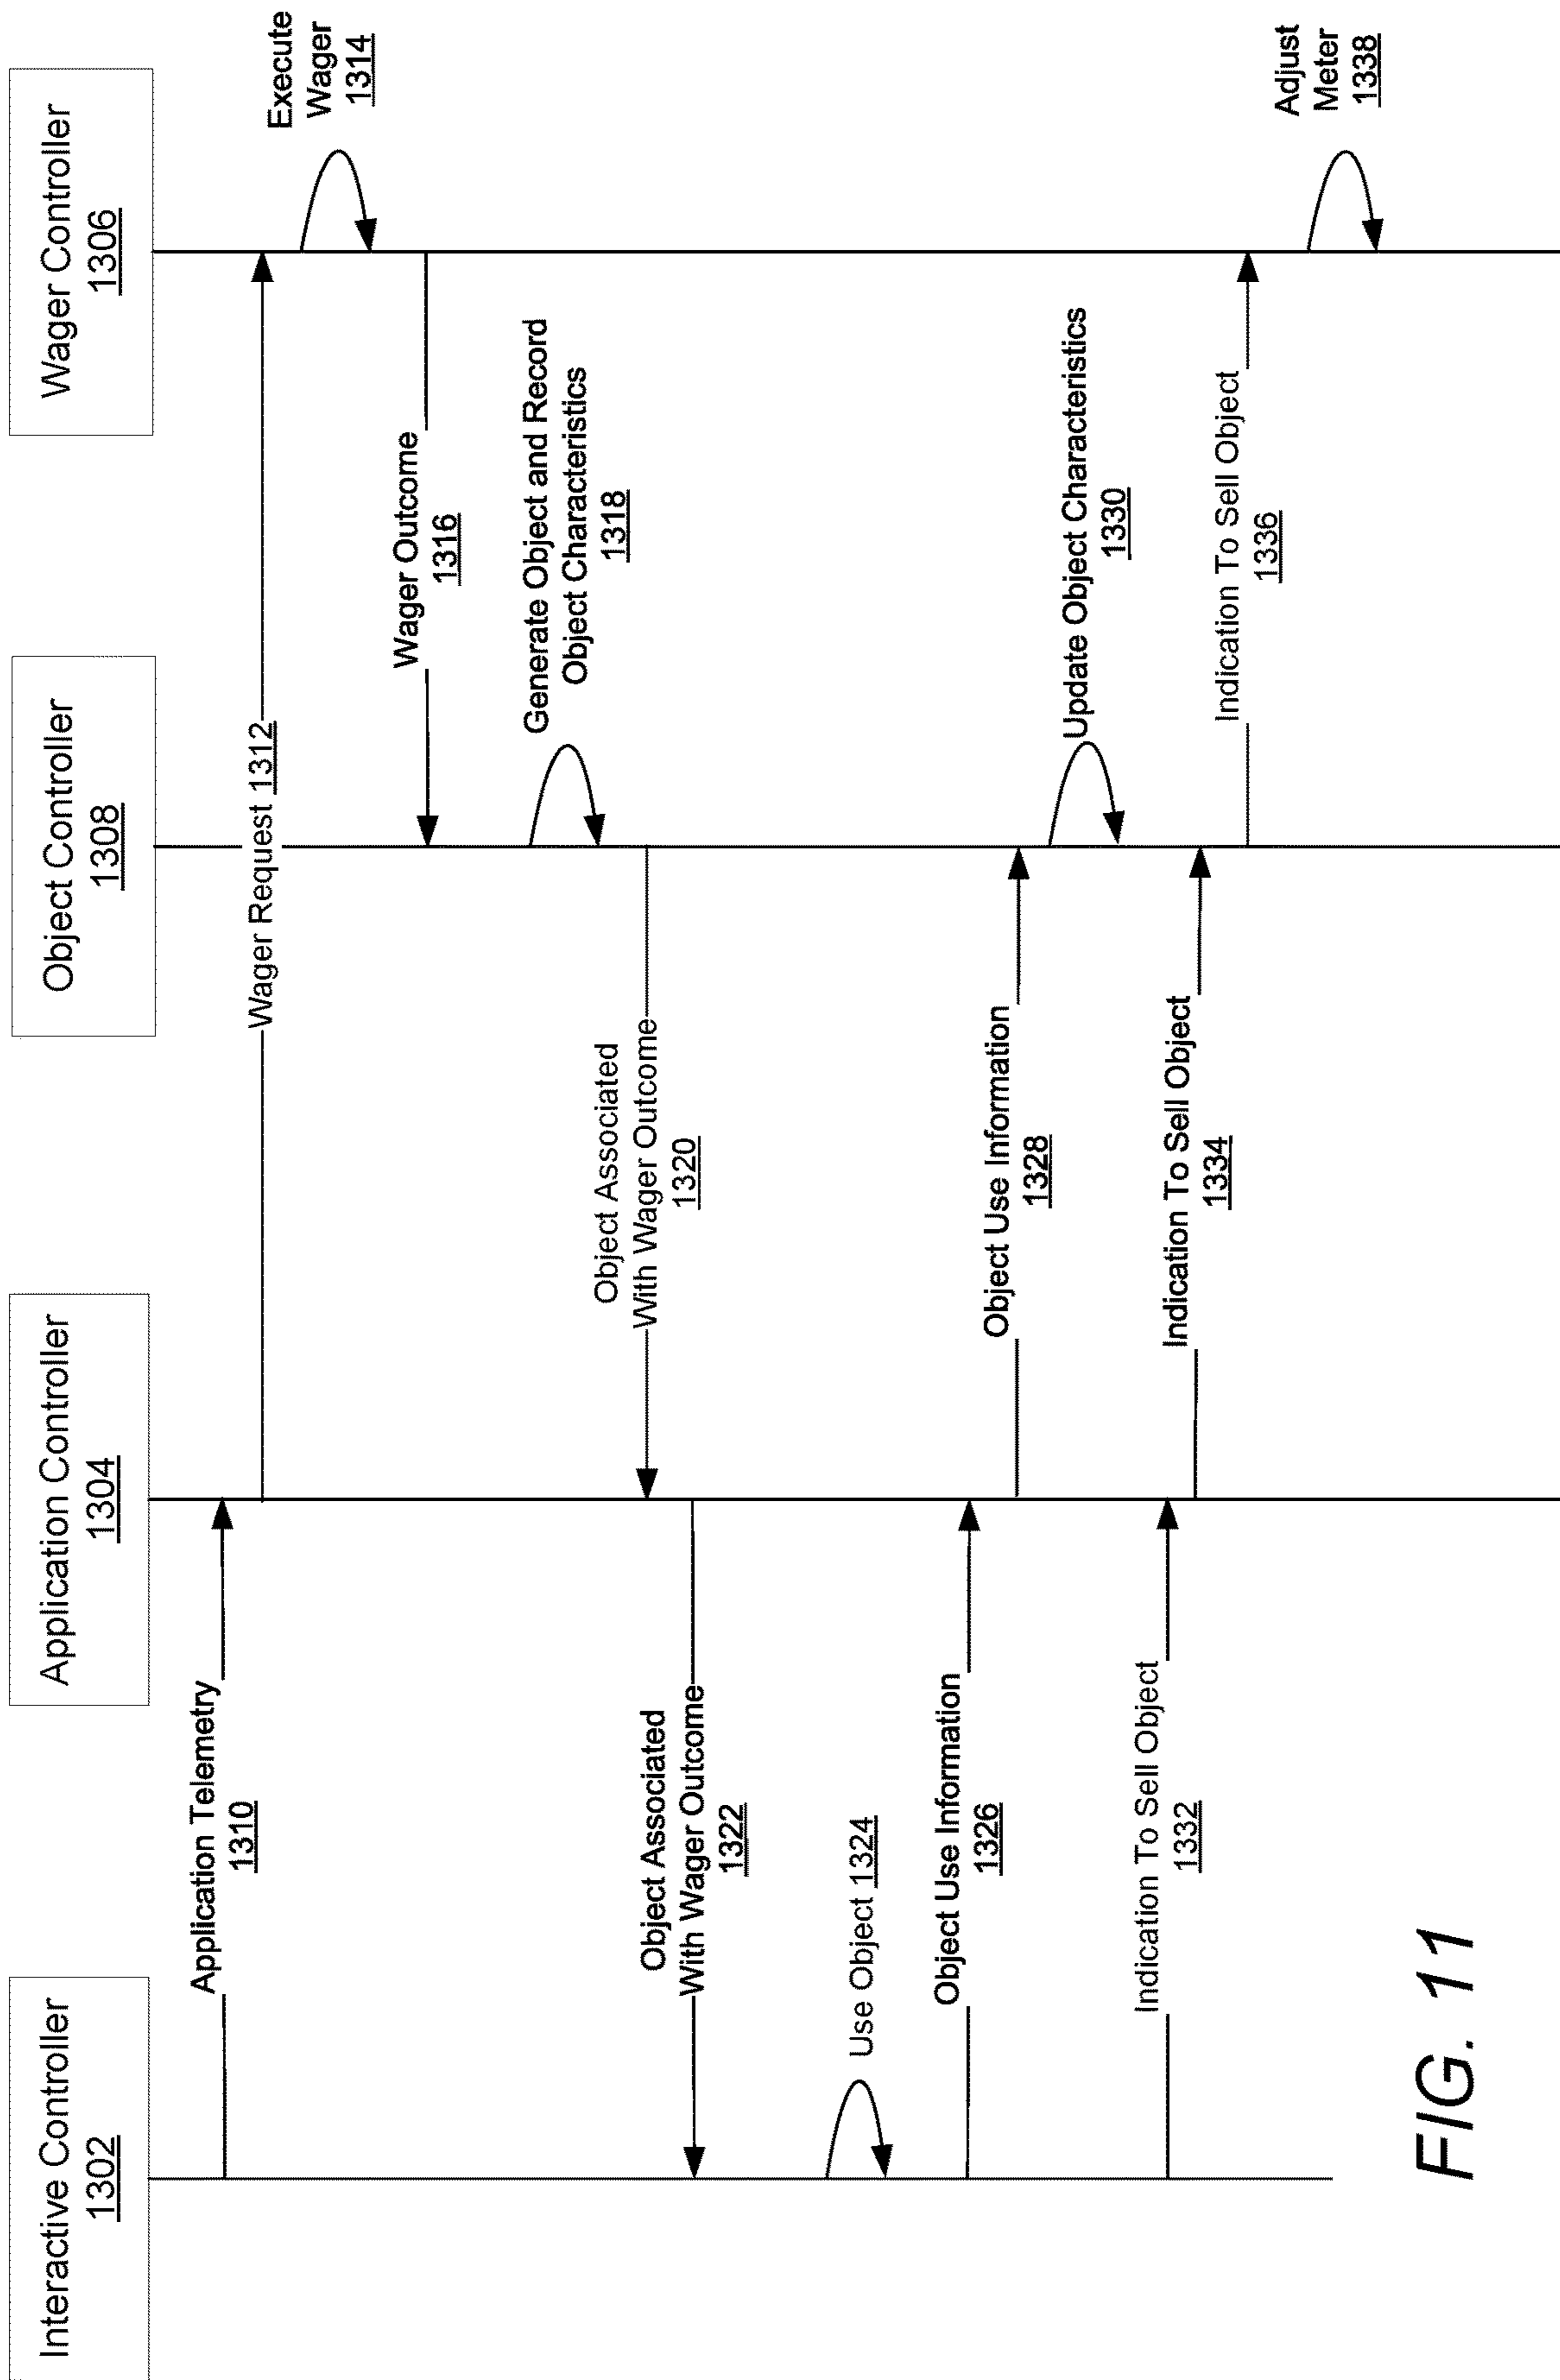 Interactive Controller
1302
Application Controller
1304
Object Controller
1308
Wager Controller
1306
Application Telemetry
1310
Wager Request 1312
Execute
Wager
1314
Wager Outcome
1316
Generate Object and Record
Object Characteristics
1318
Object Associated
With Wager Outcome
1320
Object Associated
With Wager Outcome
1322
Use Object 1324
Object Use Information
1326
Object Use Information
1328
Update Object Characteristics
1330
Indication To Sell Object
1332
Indication To Sell Object
1334
Indication To Sell Object
1336
Adjust
Meter
1338
FIG. 11